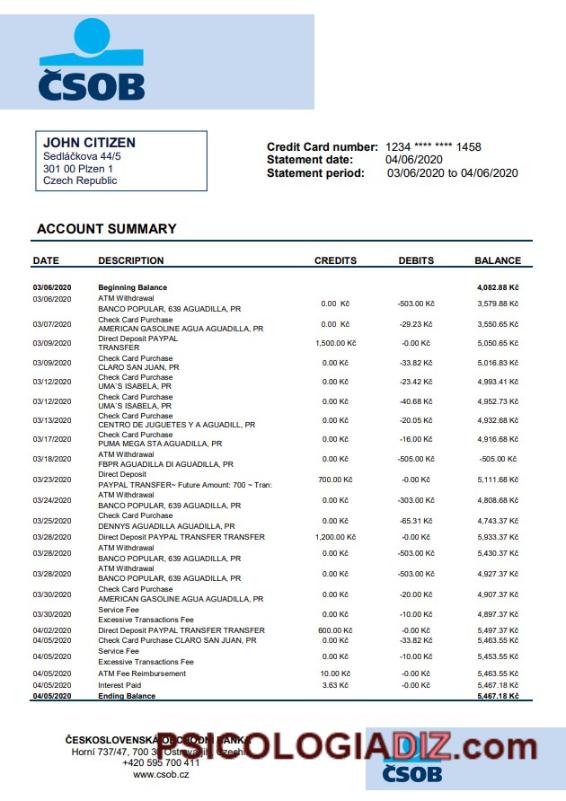 ČSOB
JOHN CITIZEN
Sedláčkova 44/5
301 00 Plzen 1
Czech Republic
Credit Card number: 1234 **** **** 1458
Statement date: 04/06/2020
Statement period: 03/06/2020 to 04/06/2020
ACCOUNT SUMMARY
DATE DESCRIPTION CREDITS DEBITS BALANCE
03/06/2020 Beginning Balance 4,082.88 Kč
03/06/2020 ATM Withdrawal
BANCO POPULAR, 639 AGUADILLA, PR 0.00 Kč -503.00 Kč 3,579.88 Kč
03/07/2020 Check Card Purchase
AMERICAN GASOLINE AGUA AGUADILLA, PR 0.00 Kč -29.23 Kč 3,550.65 Kč
03/09/2020 Direct Deposit PAYPAL
TRANSFER 1,500.00 Kč -0.00 Kč 5,050.65 Kč
03/09/2020 Check Card Purchase
CLARO SAN JUAN, PR 0.00 Kč -33.82 Kč 5,016.83 Kč
03/12/2020 Check Card Purchase
UMA´S ISABELA, PR 0.00 Kč -23.42 Kč 4,993.41 Kč
03/12/2020 Check Card Purchase
UMA´S ISABELA, PR 0.00 Kč -40.68 Kč 4,952.73 Kč
03/13/2020 Check Card Purchase
CENTRO DE JUGUETES Y A AGUADILL, PR 0.00 Kč -20.05 Kč 4,932.68 Kč
03/17/2020 Check Card Purchase
PUMA MEGA STA AGUADILLA, PR 0.00 Kč -16.00 Kč 4,916.68 Kč
03/18/2020 ATM Withdrawal
FBPR AGUADILLA DI AGUADILLA, PR 0.00 Kč -505.00 Kč -505.00 Kč
03/23/2020 Direct Deposit
PAYPAL TRANSFER~ Future Amount: 700 ~ Tran: 700.00 Kč -0.00 Kč 5,111.68 Kč
03/24/2020 ATM Withdrawal
BANCO POPULAR, 639 AGUADILLA, PR 0.00 Kč -303.00 Kč 4,808.68 Kč
03/25/2020 Check Card Purchase
DENNYS AGUADILLA AGUADILLA, PR 0.00 Kč -65.31 Kč 4,743.37 Kč
03/28/2020 Direct Deposit PAYPAL TRANSFER TRANSFER 1,200.00 Kč -0.00 Kč 5,933.37 Kč
03/28/2020 ATM Withdrawal
BANCO POPULAR, 639 AGUADILLA, PR 0.00 Kč -503.00 Kč 5,430.37 Kč
03/28/2020 ATM Withdrawal
BANCO POPULAR, 639 AGUADILLA, PR 0.00 Kč -503.00 Kč 4,927.37 Kč
03/30/2020 Check Card Purchase
AMERICAN GASOLINE AGUA AGUADILLA, PR 0.00 Kč -20.00 Kč 4,907.37 Kč
03/30/2020 Service Fee
Excessive Transactions Fee 0.00 Kč -10.00 Kč 4,897.37 Kč
04/02/2020 Direct Deposit PAYPAL TRANSFER TRANSFER 600.00 Kč -0.00 Kč 5,497.37 Kč
04/05/2020 Check Card Purchase CLARO SAN JUAN, PR 0.00 Kč -33.82 Kč 5,463.55 Kč
04/05/2020 Service Fee
Excessive Transactions Fee 0.00 Kč -10.00 Kč 5,453.55 Kč
04/05/2020 ATM Fee Reimbursement 10.00 Kč -0.00 Kč 5,463.55 Kč
04/05/2020 Interest Paid 3.63 Kč -0.00 Kč 5,467.18 Kč
04/05/2020 Ending Balance 5,467.18 Kč
ČESKOSLOVENSKÁ OBCHODNÍ BANKA
Horní 737/47, 700 30 Ostrava
+420 595 700 411
www.csob.cz
PSICOLOGIADIZ.com
ČSOB